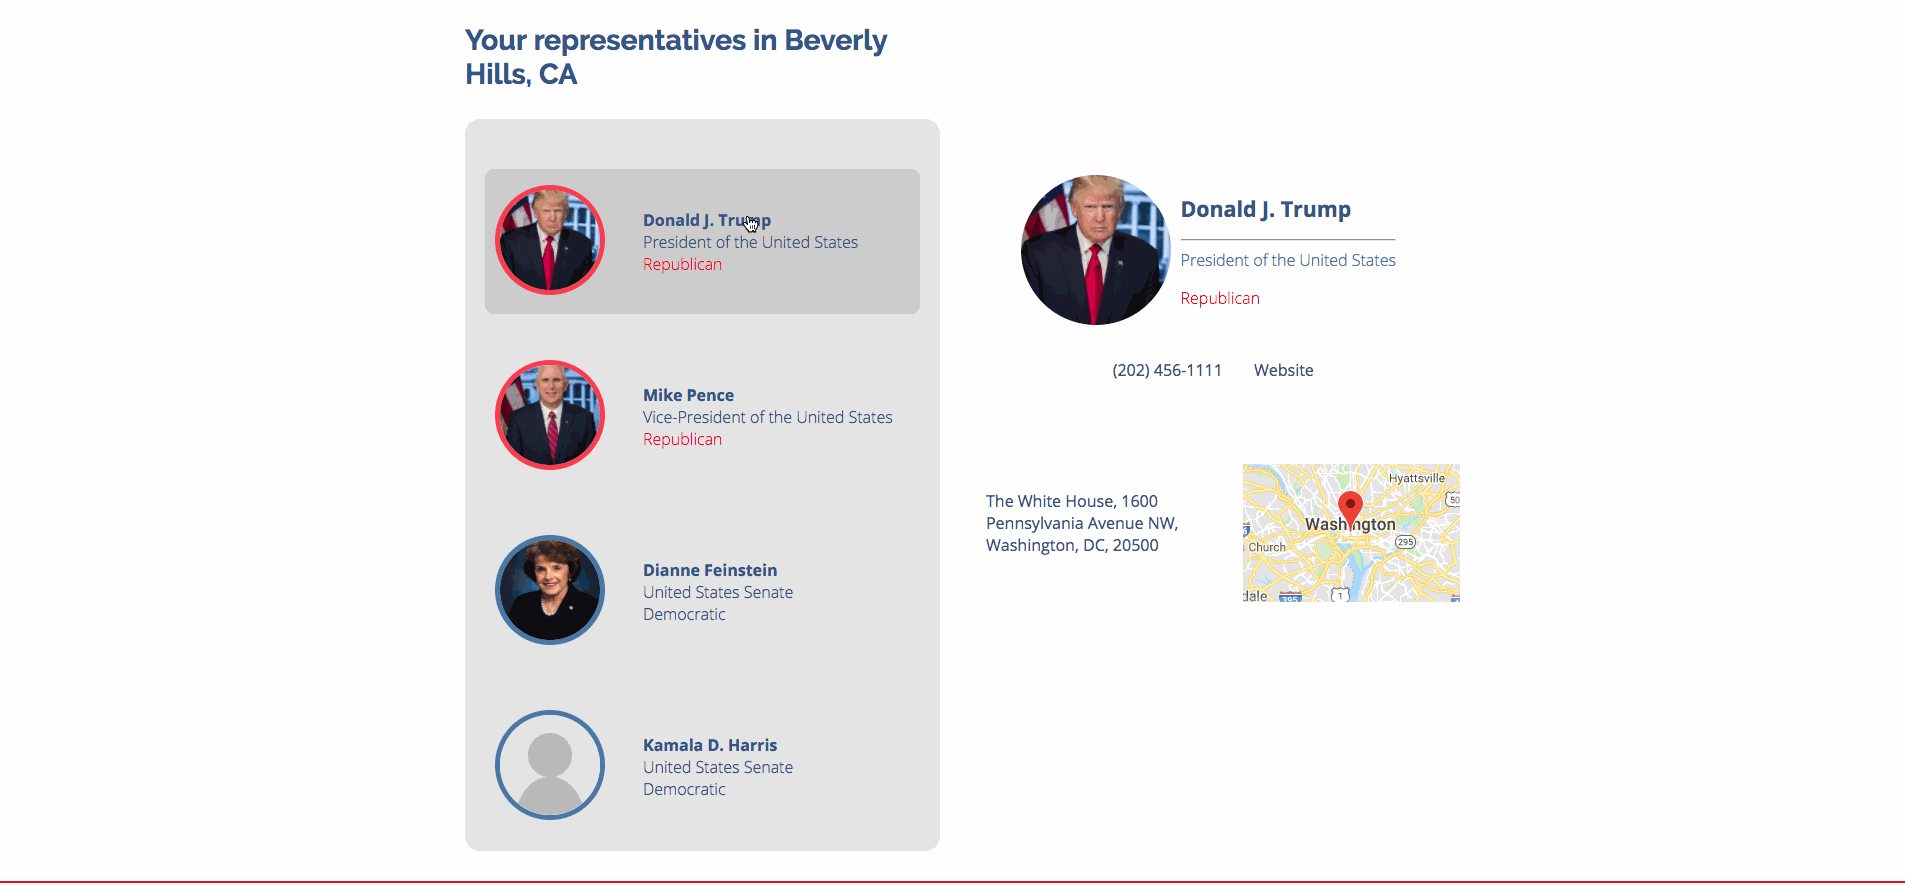 Your representatives in Beverly
Hills, CA
Donald J. Trump
President of the United States
Republican
Mike Pence
Vice-President of the United States
Republican
Dianne Feinstein
United States Senate
Democratic
Kamala D. Harris
United States Senate
Democratic
Donald J. Trump
President of the United States
Republican
(202) 456-1111 Website
The White House, 1600
Pennsylvania Avenue NW,
Washington, DC, 20500
Hyattsville
50
Washington
295
Church
dale
395
1